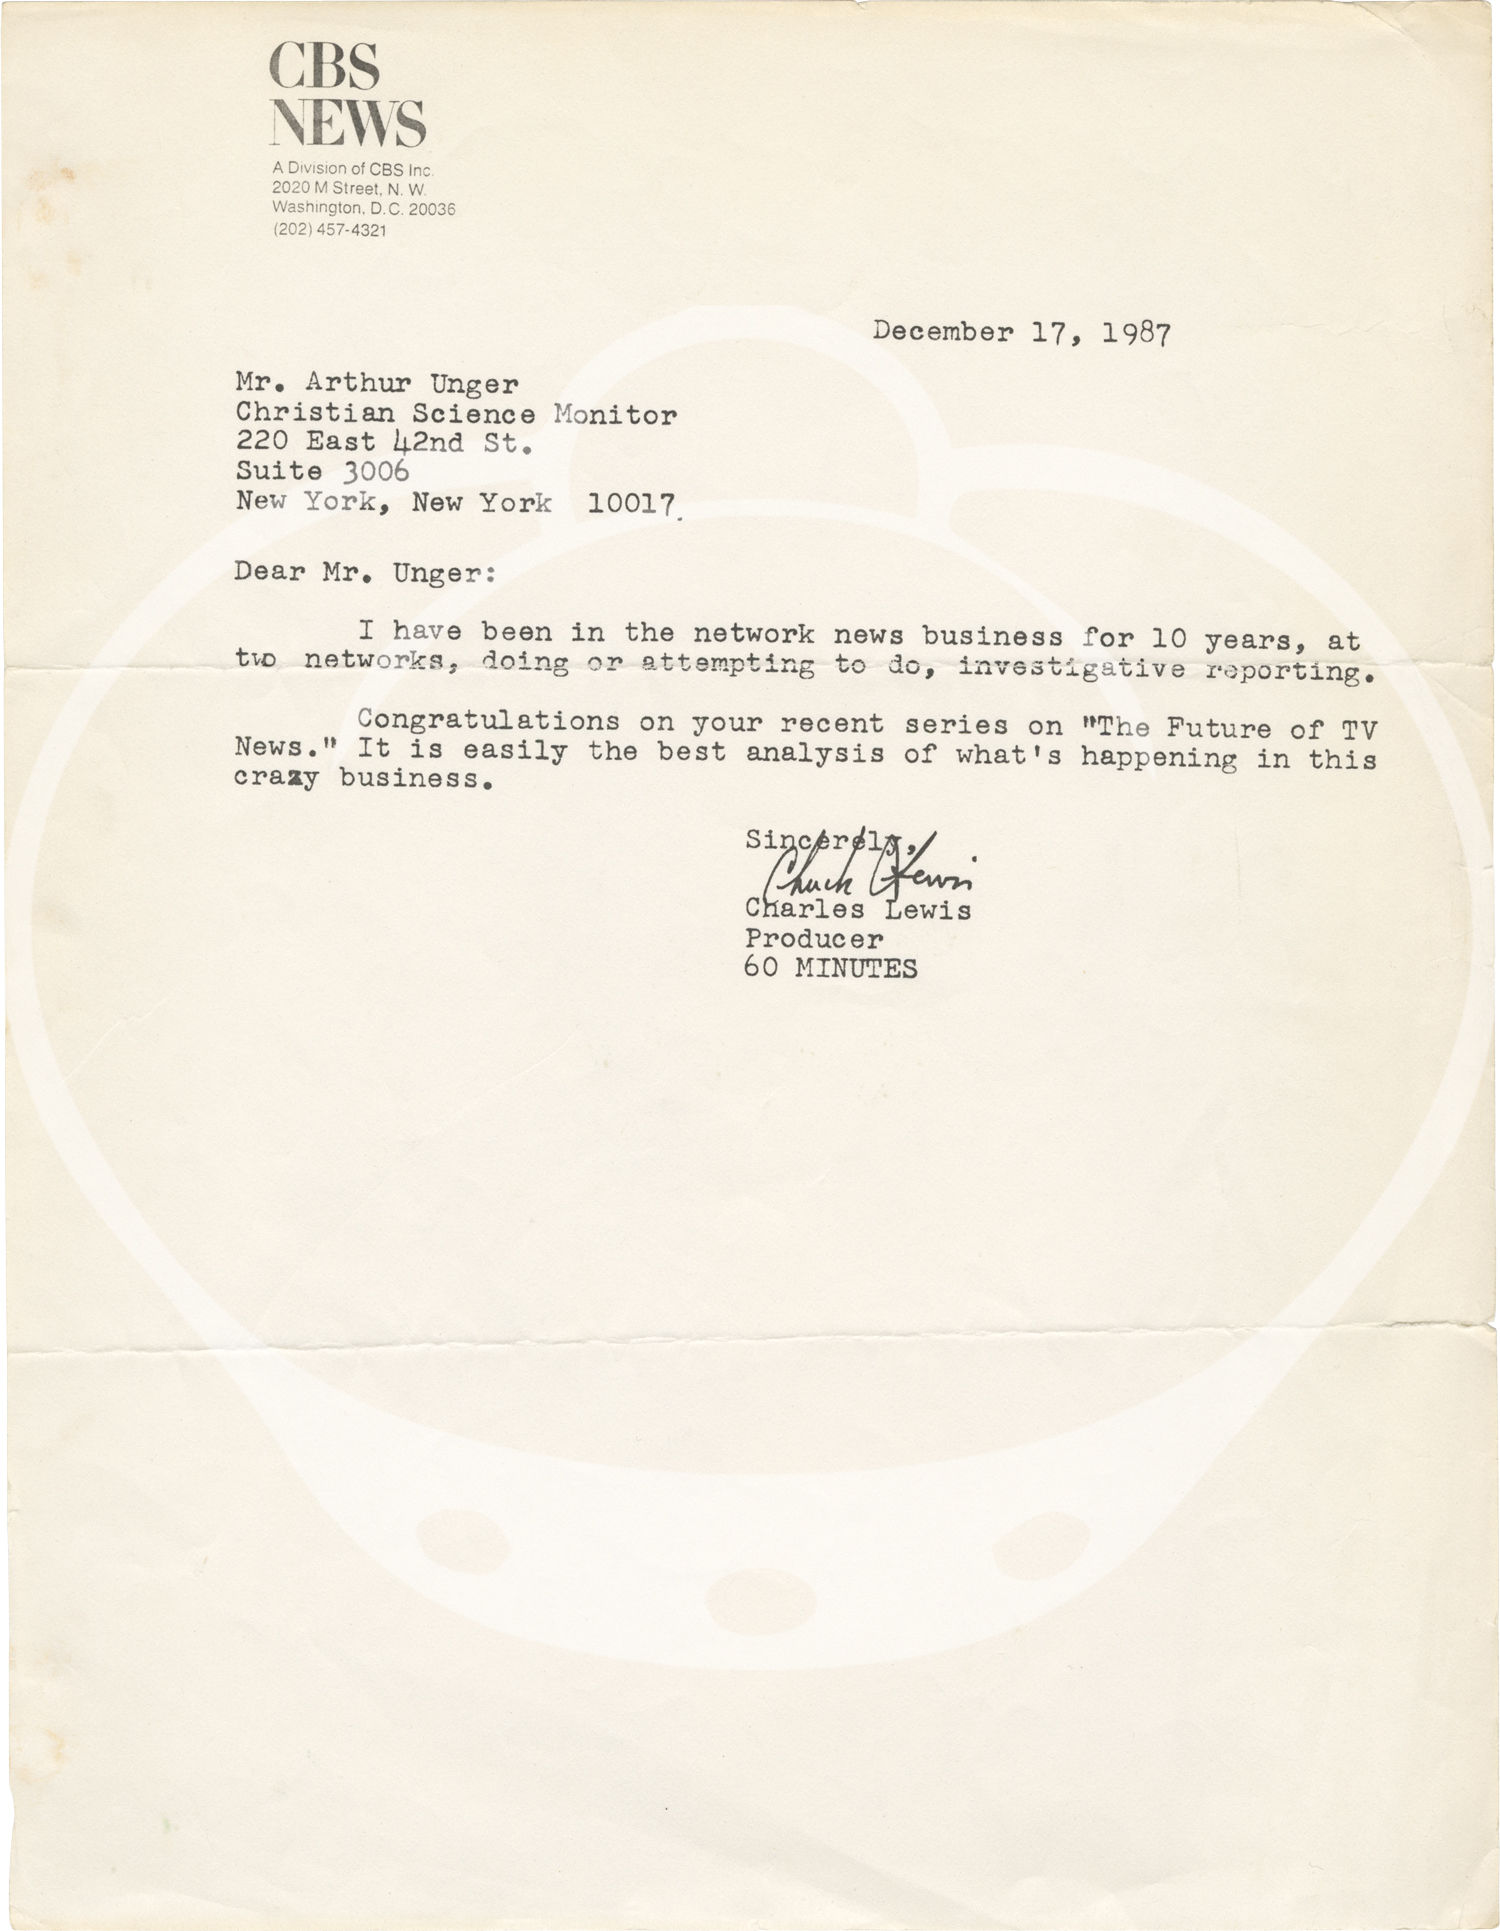 CBS
NEWS
A Division of CBS Inc.
2020 M Street, N. W.
Washington, D.C. 20036
(202) 457-4321
December 17, 1987
Mr. Arthur Unger
Christian Science Monitor
220 East 42nd St.
Suite 3006
New York, New York  10017.
Dear Mr. Unger:
I have been in the network news business for 10 years, at
two networks, doing or attempting to do, investigative reporting.
Congratulations on your recent series on "The Future of TV
News." It is easily the best analysis of what's happening in this
crazy business.
Sincerely,
Chuck Lewis
Charles Lewis
Producer
60 MINUTES